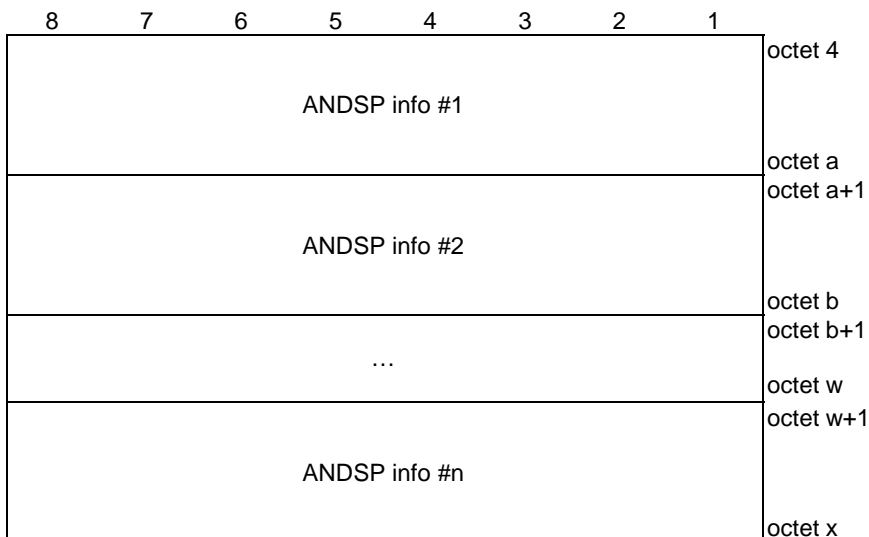 8 7 6 5 4 3 2 1
octet 4
ANDSP info #1
octet a
octet a+1
ANDSP info #2
octet b
octet b+1
…
octet w
octet w+1
ANDSP info #n
octet x